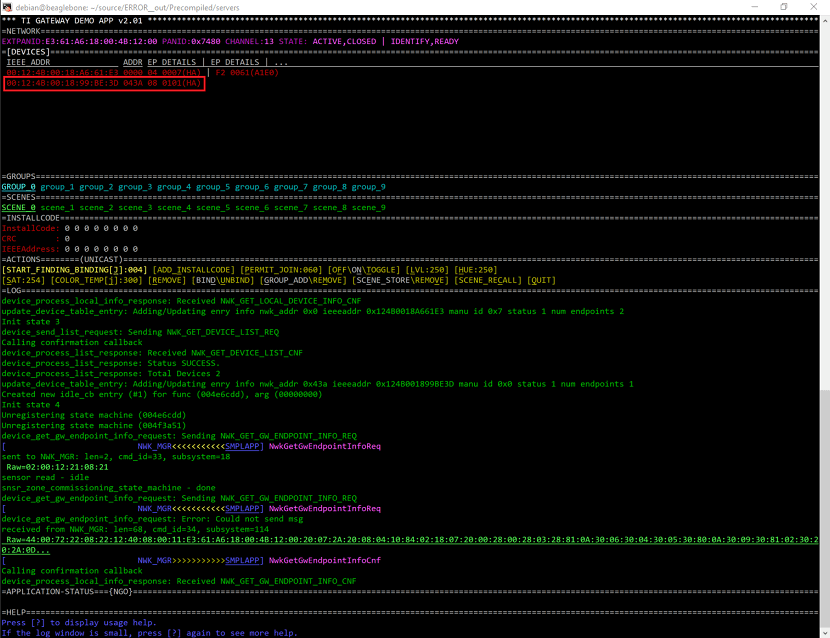 debian@beaglebone: ~/source/ERROR__out/Precompiled/servers
*** TI GATEWAY DEMO APP v2.01 ***
=NETWORK=
EXTPANID:E3:61:A6:18:00:4B:12:00 PANID:0x7480 CHANNEL:13 STATE: ACTIVE,CLOSED | IDENTIFY,READY
=[DEVICES]=
IEEE ADDR ADDR EP DETAILS | EP DETAILS | ...
00:12:4B:00:18:A6:61:E3 0000 04 0007(HA) | F2 0061(A1E0)
00:12:4B:00:18:99:BE:3D 043A 08 0101(HA)
=GROUPS=
GROUP_0 group_1 group_2 group_3 group_4 group_5 group_6 group_7 group_8 group_9
=SCENES=
SCENE_0 scene_1 scene_2 scene_3 scene_4 scene_5 scene_6 scene_7 scene_8 scene_9
=INSTALLCODE=
InstallCode: 0 0 0 0 0 0 0 0
CRC : 0
IEEEAddress: 0 0 0 0 0 0 0 0
=ACTIONS========(UNICAST)=
[START_FINDING_BINDING[J]:004] [ADD_INSTALLCODE] [PERMIT_JOIN:060] [OFF\ON\TOGGLE] [LVL:250] [HUE:250]
[SAT:254] [COLOR_TEMP[i]:300] [REMOVE] [BIND\UNBIND] [GROUP_ADD\REMOVE] [SCENE_STORE\REMOVE] [SCENE_RECALL] [QUIT]
=LOG=
device_process_local_info_response: Received NWK_GET_LOCAL_DEVICE_INFO_CNF
update_device_table_entry: Adding/Updating enry info nwk_addr 0x0 ieeeaddr 0x124B0018A661E3 manu id 0x7 status 1 num endpoints 2
Init state 3
device_send_list_request: Sending NWK_GET_DEVICE_LIST_REQ
Calling confirmation callback
device_process_list_response: Received NWK_GET_DEVICE_LIST_CNF
device_process_list_response: Status SUCCESS.
device_process_list_response: Total Devices 2
update_device_table_entry: Adding/Updating enry info nwk_addr 0x43a ieeeaddr 0x124B001899BE3D manu id 0x0 status 1 num endpoints 1
Created new idle_cb entry (#1) for func (004e6cdd), arg (00000000)
Init state 4
Unregistering state machine (004e6cdd)
Unregistering state machine (004f3a51)
device_get_gw_endpoint_info_request: Sending NWK_GET_GW_ENDPOINT_INFO_REQ
[ NWK_MGR<<<<<<<<<<<SMPLAPP] NwkGetGwEndpointInfoReq
sent to NWK_MGR: len=2, cmd_id=33, subsystem=18
Raw=02:00:12:21:08:21
sensor read - idle
snsr_zone_commissioning_state_machine - done
device_get_gw_endpoint_info_request: Sending NWK_GET_GW_ENDPOINT_INFO_REQ
[ NWK_MGR<<<<<<<<<<<SMPLAPP] NwkGetGwEndpointInfoReq
device_get_gw_endpoint_info_request: Error: Could not send msg
received from NWK_MGR: len=68, cmd_id=34, subsystem=114
Raw=44:00:72:22:08:22:12:40:08:00:11:E3:61:A6:18:00:4B:12:00:20:07:2A:20:08:04:10:84:02:18:07:20:00:28:00:28:03:28:81:0A:30:06:30:04:30:05:30:80:0A:30:09:30:81:02:30:2
0:2A:0D...
[ NWK_MGR>>>>>>>>>>>SMPLAPP] NwkGetGwEndpointInfoCnf
Calling confirmation callback
device_process_local_info_response: Received NWK_GET_GW_ENDPOINT_INFO_CNF
=APPLICATION-STATUS===={NGO}=
=HELP=
Press [?] to display usage help.
If the log window is small, press [?] again to see more help.